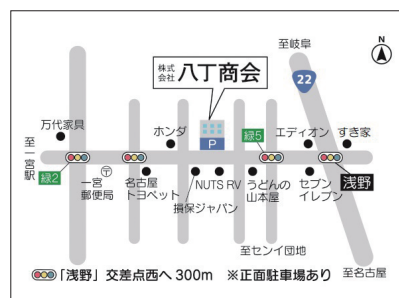 至岐阜
N
22
株式会社 八丁商会
万代家具
ホンダ
P
緑5
エディオン
すき家
至一宮駅
緑2
〒
一宮
郵便局
名古屋
トヨペット
損保ジャパン
NUTS RV
うどんの
山本屋
セブン
イレブン
浅野
至センイ団地
至名古屋
「浅野」交差点西へ300m ※正面駐車場あり